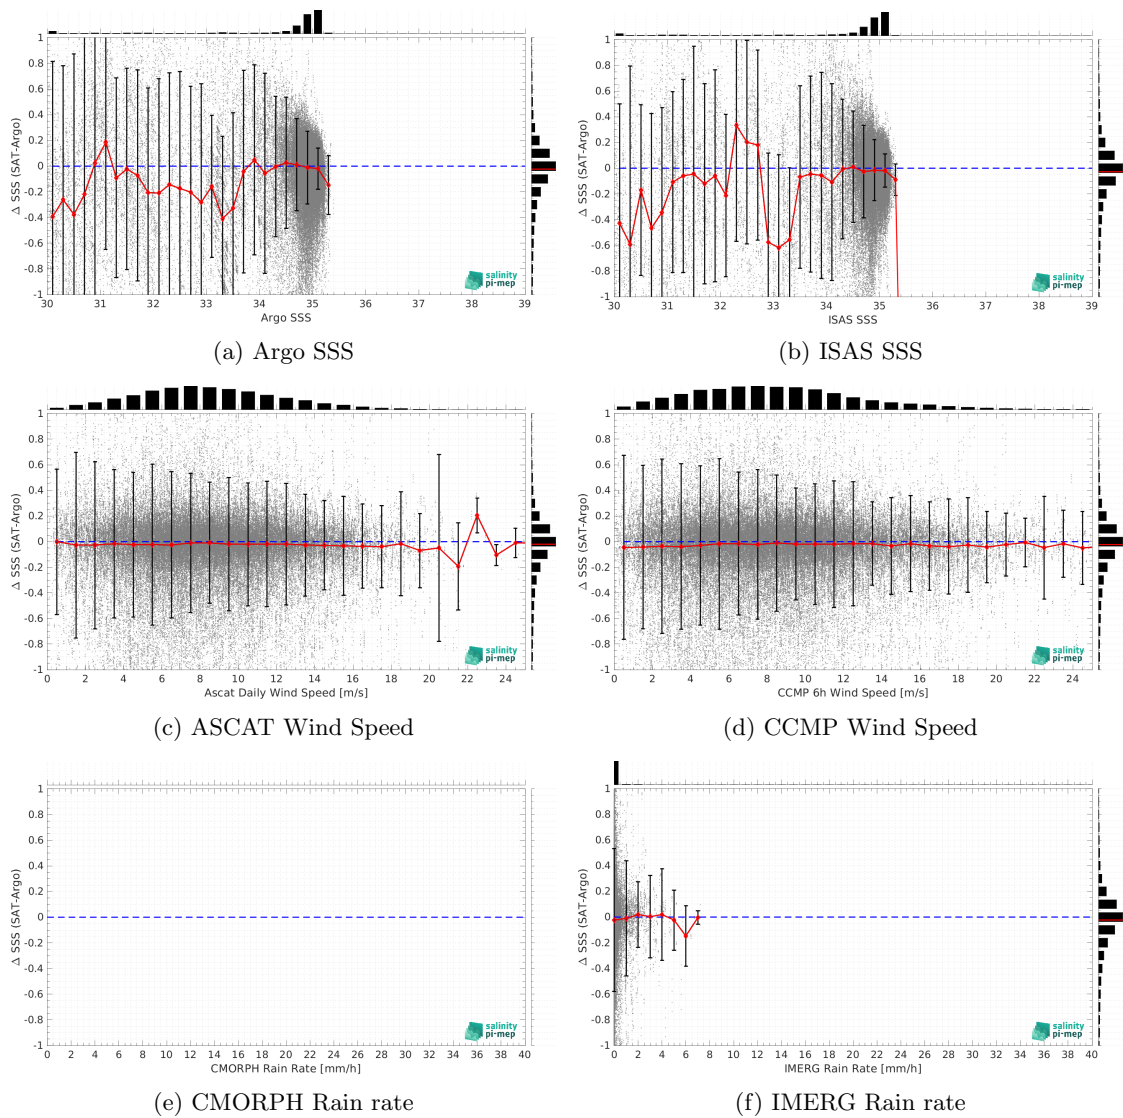 1
0.8
0.6
0.4
0.2
0
-0.2
-0.4
-0.6
-0.8
-1
Δ SSS (SAT-Argo)
30 31 32 33 34 35 36 37 38 39
Argo SSS
salinity
pi-mep
(a) Argo SSS
1
0.8
0.6
0.4
0.2
0
-0.2
-0.4
-0.6
-0.8
-1
Δ SSS (SAT-Argo)
30 31 32 33 34 35 36 37 38 39
ISAS SSS
salinity
pi-mep
(b) ISAS SSS
1
0.8
0.6
0.4
0.2
0
-0.2
-0.4
-0.6
-0.8
-1
Δ SSS (SAT-Argo)
0 2 4 6 8 10 12 14 16 18 20 22 24
Ascat Daily Wind Speed [m/s]
salinity
pi-mep
(c) ASCAT Wind Speed
1
0.8
0.6
0.4
0.2
0
-0.2
-0.4
-0.6
-0.8
-1
Δ SSS (SAT-Argo)
0 2 4 6 8 10 12 14 16 18 20 22 24
CCMP 6h Wind Speed [m/s]
salinity
pi-mep
(d) CCMP Wind Speed
1
0.8
0.6
0.4
0.2
0
-0.2
-0.4
-0.6
-0.8
-1
Δ SSS (SAT-Argo)
0 2 4 6 8 10 12 14 16 18 20 22 24 26 28 30 32 34 36 38 40
CMORPH Rain Rate [mm/h]
salinity
pi-mep
(e) CMORPH Rain rate
1
0.8
0.6
0.4
0.2
0
-0.2
-0.4
-0.6
-0.8
-1
Δ SSS (SAT-Argo)
0 2 4 6 8 10 12 14 16 18 20 22 24 26 28 30 32 34 36 38 40
IMERG Rain Rate [mm/h]
salinity
pi-mep
(f) IMERG Rain rate